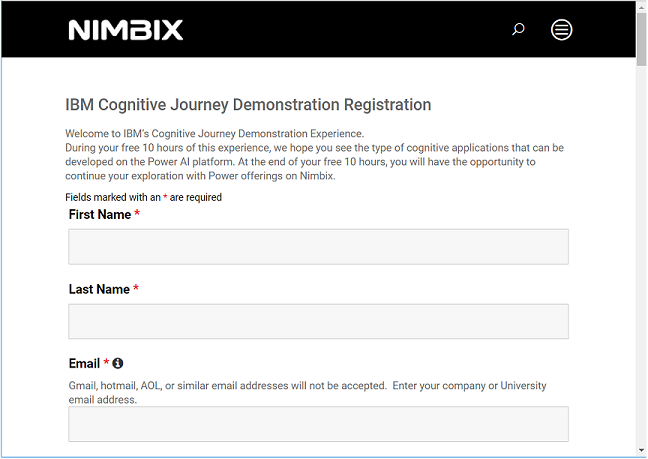 NIMBIX
IBM Cognitive Journey Demonstration Registration
Welcome to IBM's Cognitive Journey Demonstration Experience.
During your free 10 hours of this experience, we hope you see the type of cognitive applications that can be
developed on the Power AI platform. At the end of your free 10 hours, you will have the opportunity to
continue your exploration with Power offerings on Nimbix.
Fields marked with an * are required
First Name *
Last Name *
Email *
Gmail, hotmail, AOL, or similar email addresses will not be accepted. Enter your company or University
email address.